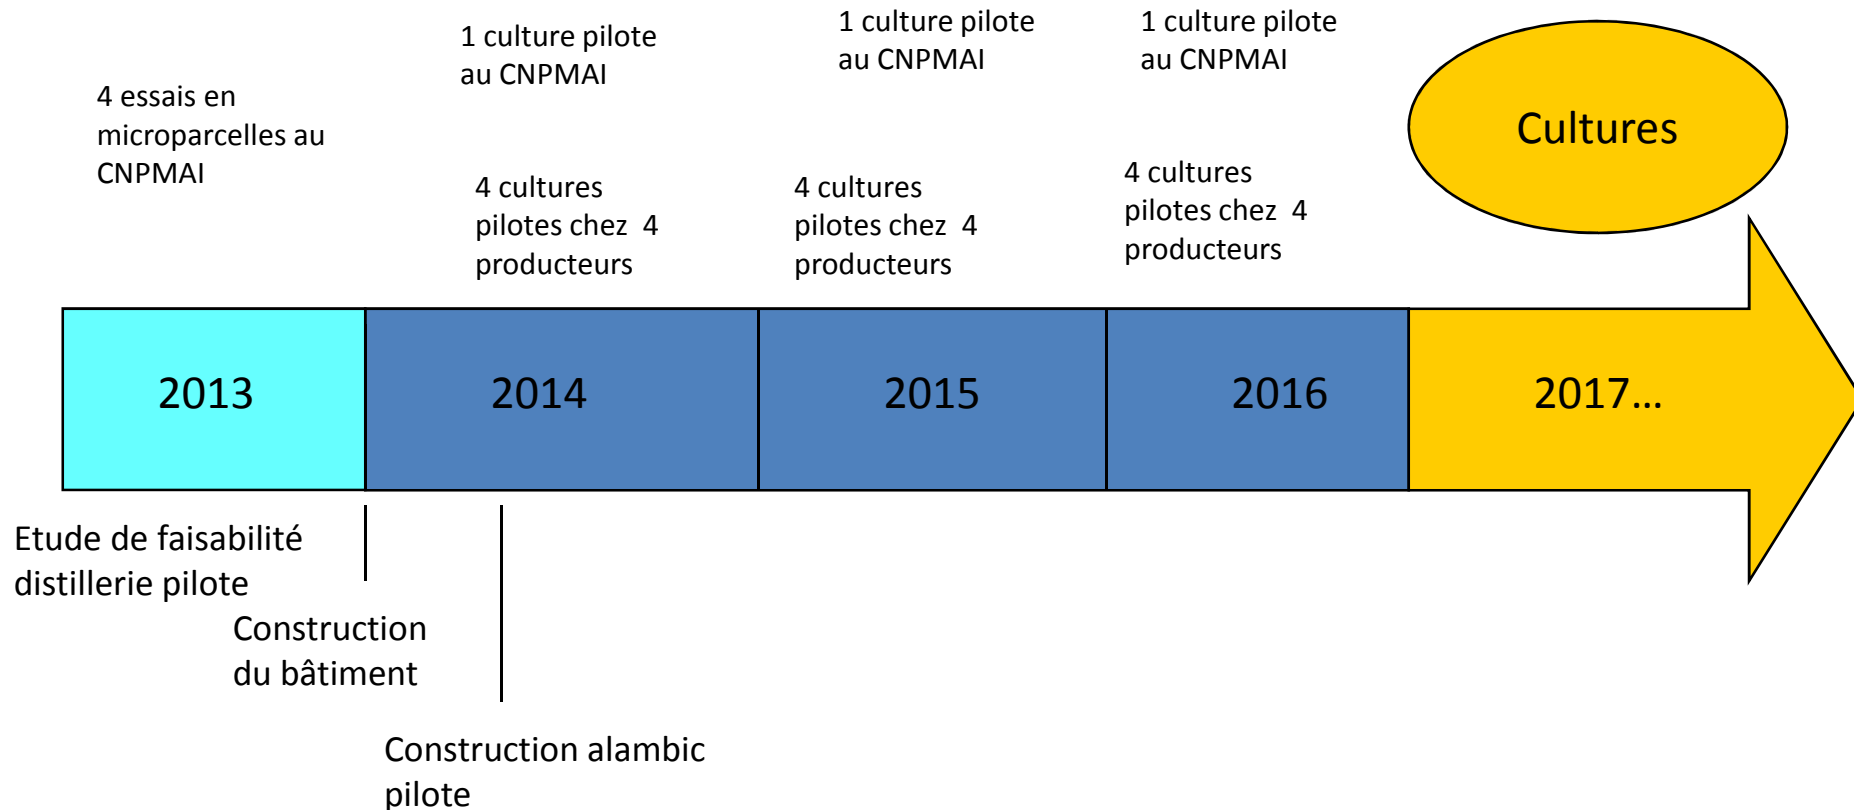 4 essais en
microparcelles au
CNPMAI
1 culture pilote
au CNPMAI
4 cultures
pilotes chez 4
producteurs
1 culture pilote
au CNPMAI
4 cultures
pilotes chez 4
producteurs
1 culture pilote
au CNPMAI
4 cultures
pilotes chez 4
producteurs
Cultures
2013
2014
2015
2016
2017...
Etude de faisabilité
distillerie pilote
Construction
du bâtiment
Construction alambic
pilote